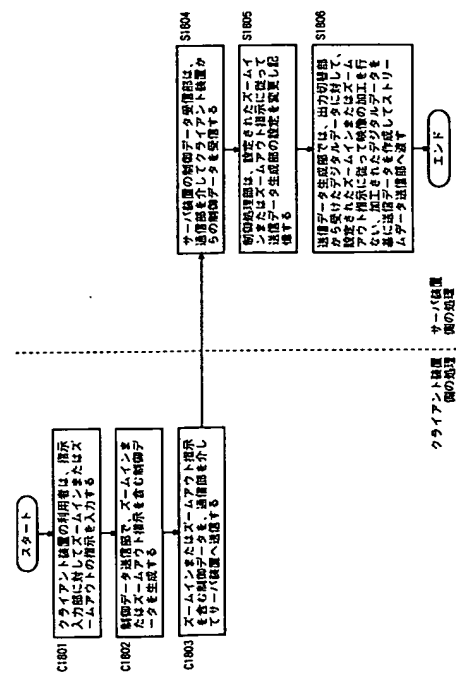 スタート
C1801
クライアント装置の利用者は、指示
入力部に対してズームインまたはズ
ームアウトの指示を入力する
C1802
制御データ送信部で、ズームインま
たはズームアウト指示を含む制御デ
ータを生成する
C1803
ズームインまたはズームアウト指示
を含む制御データを、通信部を介し
てサーバ装置へ送信する
クライアント装置
側の処理
サーバ装置
側の処理
S1804
サーバ装置の制御データ受信部は、
通信部を介してクライアント装置か
らの制御データを受信する
S1805
制御処理部は、設定されたズームイ
ンまたはズームアウト指示に従って
送信データ生成部の設定を変更し記
憶する
S1806
送信データ生成部では、出力切替部
から受けたデジタルデータに対して、
設定されたズームインまたはズーム
アウト指示に従って映像の加工を行
ない、加工されたデジタルデータを
基に送信データを作成してストリー
ムデータ送信部へ渡す
エンド